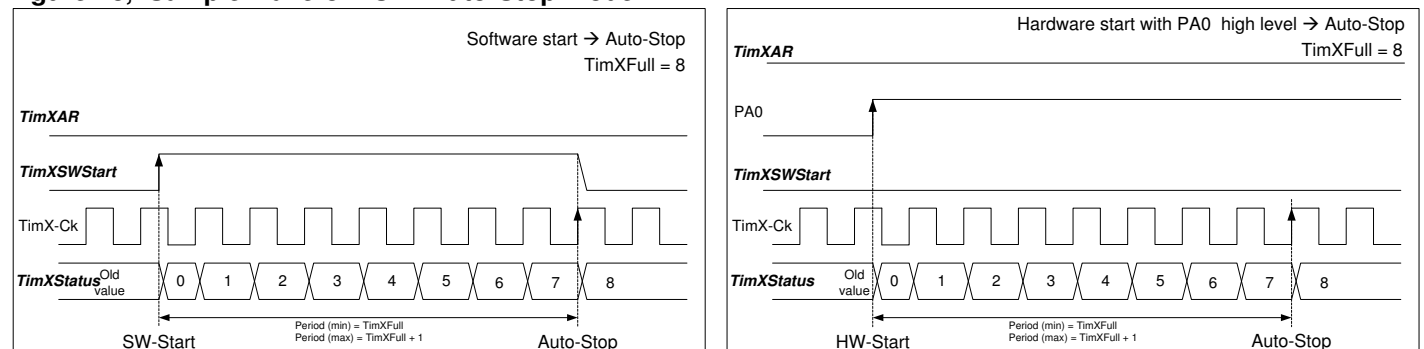 Software start → Auto-Stop
TimXFull = 8
TimXAR
TimXSWStart
TimX-Ck
TimXStatus Old value 0 1 2 3 4 5 6 7 8
Period (min) = TimXFull
Period (max) = TimXFull + 1
SW-Start Auto-Stop
Hardware start with PA0 high level → Auto-Stop
TimXFull = 8
TimXAR
PA0
TimXSWStart
TimX-Ck
TimXStatus Old value 0 1 2 3 4 5 6 7 8
Period (min) = TimXFull
Period (max) = TimXFull + 1
HW-Start Auto-Stop